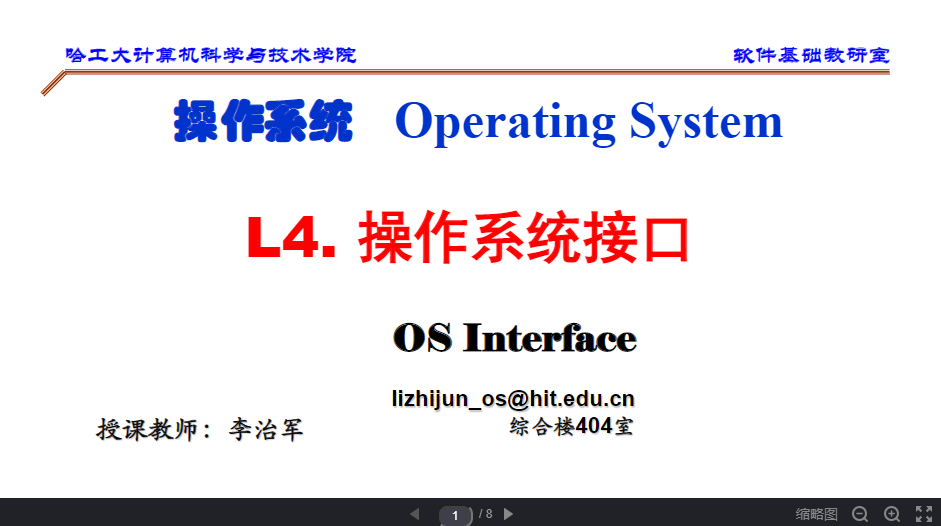 哈工大计算机科学与技术学院 软件基础教研室
操作系统 Operating System
L4. 操作系统接口
OS Interface
lizhijun_os@hit.edu.cn
授课教师：李治军 综合楼404室
1 / 8 缩略图